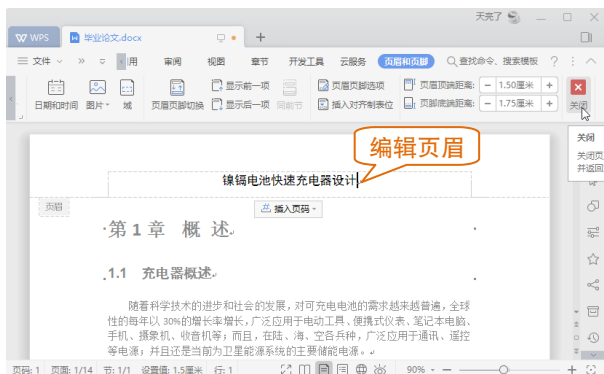 天亮了
WPS 毕业论文.docx
文件 用 审阅 视图 章节 开发工具 云服务 页眉和页脚 查找命令、搜索模板
日期和时间 图片 域 页眉页脚切换 显示前一项 显示后一项 同前节 页眉页脚选项 插入对齐制表位 页眉顶端距离: 1.50厘米 页脚底端距离: 1.75厘米 关闭
关闭
关闭页
并返回
编辑页眉
镍镉电池快速充电器设计
页眉
插入页码
第 1 章 概 述
1.1 充电器概述
随着科学技术的进步和社会的发展，对可充电电池的需求越来越普遍，全球
性的每年以 30%的增长率增长，广泛应用于电动工具、便携式仪表、笔记本电脑、
手机、摄象机、收音机等；而且，在陆、海、空各兵种，广泛应用于通讯、遥控
等电源，并且还是当前为卫星能源系统的主要储能电源。
页码: 1 页面: 1/14 节: 1/1 设置值: 1.5厘米 行: 1 90%